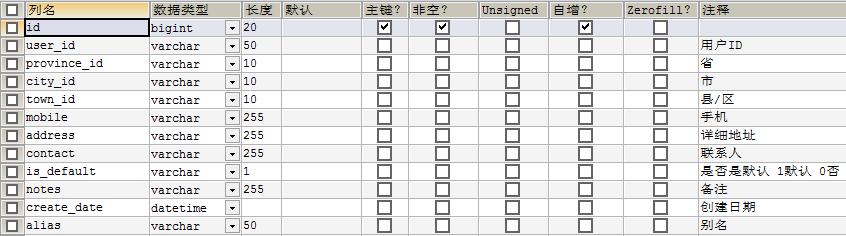 列名 数据类型 长度 默认 主键? 非空? Unsigned 自增? Zerofill? 注释
id bigint 20
user_id varchar 50 用户ID
province_id varchar 10 省
city_id varchar 10 市
town_id varchar 10 县/区
mobile varchar 255 手机
address varchar 255 详细地址
contact varchar 255 联系人
is_default varchar 1 是否是默认 1默认 0否
notes varchar 255 备注
create_date datetime 创建日期
alias varchar 50 别名